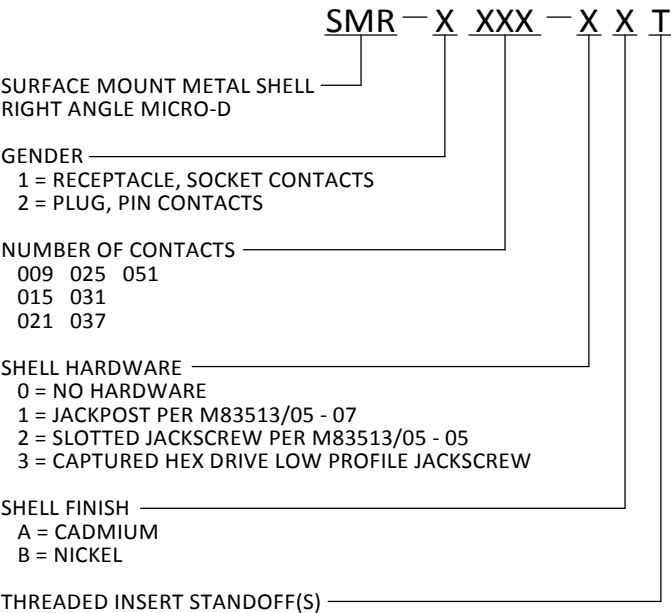 SMR — X XXX — X X T
SURFACE MOUNT METAL SHELL
RIGHT ANGLE MICRO-D
GENDER
1 = RECEPTACLE, SOCKET CONTACTS
2 = PLUG, PIN CONTACTS
NUMBER OF CONTACTS
009 025 051
015 031
021 037
SHELL HARDWARE
0 = NO HARDWARE
1 = JACKPOST PER M83513/05 - 07
2 = SLOTTED JACKSCREW PER M83513/05 - 05
3 = CAPTURED HEX DRIVE LOW PROFILE JACKSCREW
SHELL FINISH
A = CADMIUM
B = NICKEL
THREADED INSERT STANDOFF(S)